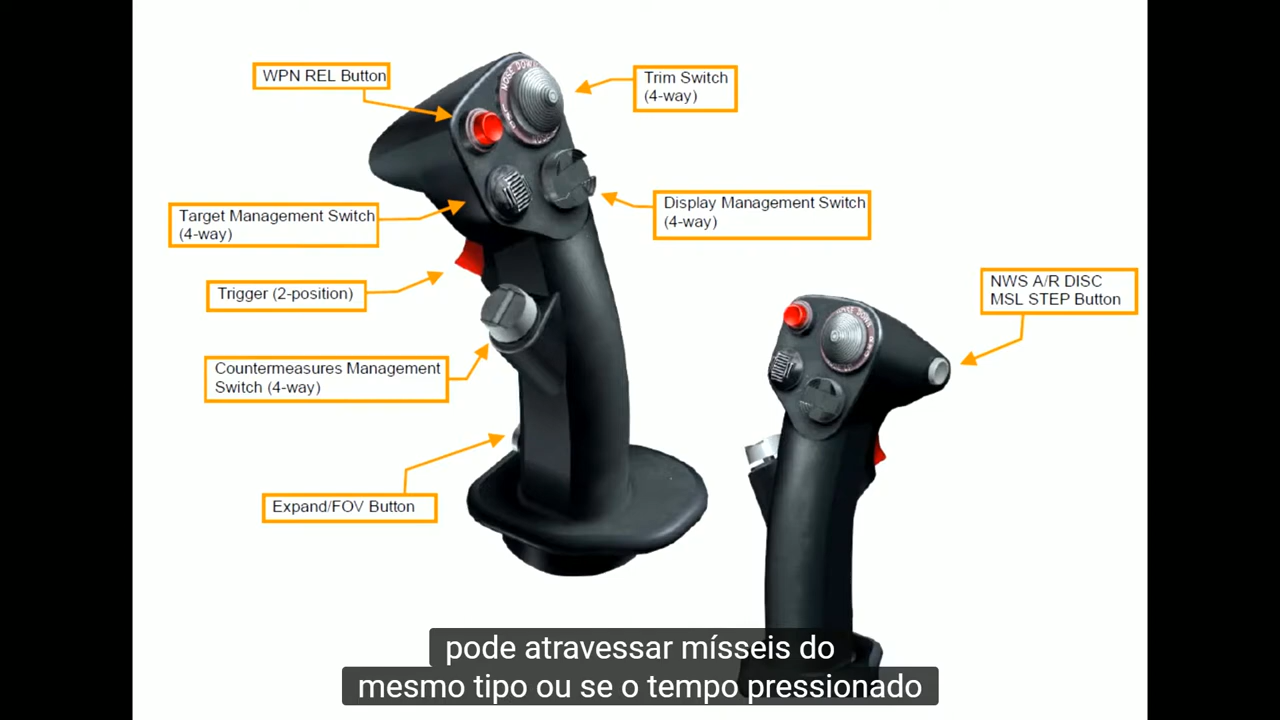 WPN REL Button
Trim Switch
(4-way)
Target Management Switch
(4-way)
Display Management Switch
(4-way)
Trigger (2-position)
NWS A/R DISC
MSL STEP Button
Countermeasures Management
Switch (4-way)
Expand/FOV Button
pode atravessar mísseis do
mesmo tipo ou se o tempo pressionado